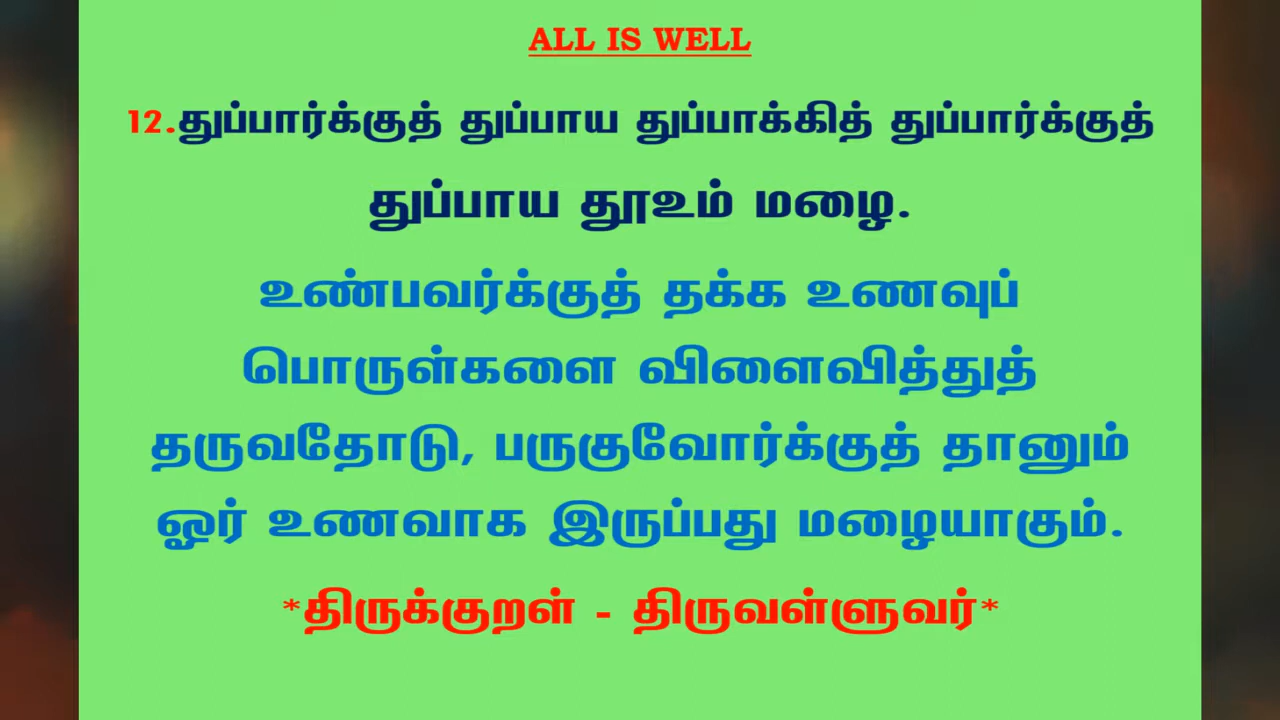 ALL IS WELL
12.துப்பார்க்குத் துப்பாய துப்பாக்கித் துப்பார்க்குத்
துப்பாய தூஉம் மழை.
உண்பவர்க்குத் தக்க உணவுப்
பொருள்களை விளைவித்துத்
தருவதோடு, பருகுவோர்க்குத் தானும்
ஓர் உணவாக இருப்பது மழையாகும்.
*திருக்குறள் - திருவள்ளுவர்*